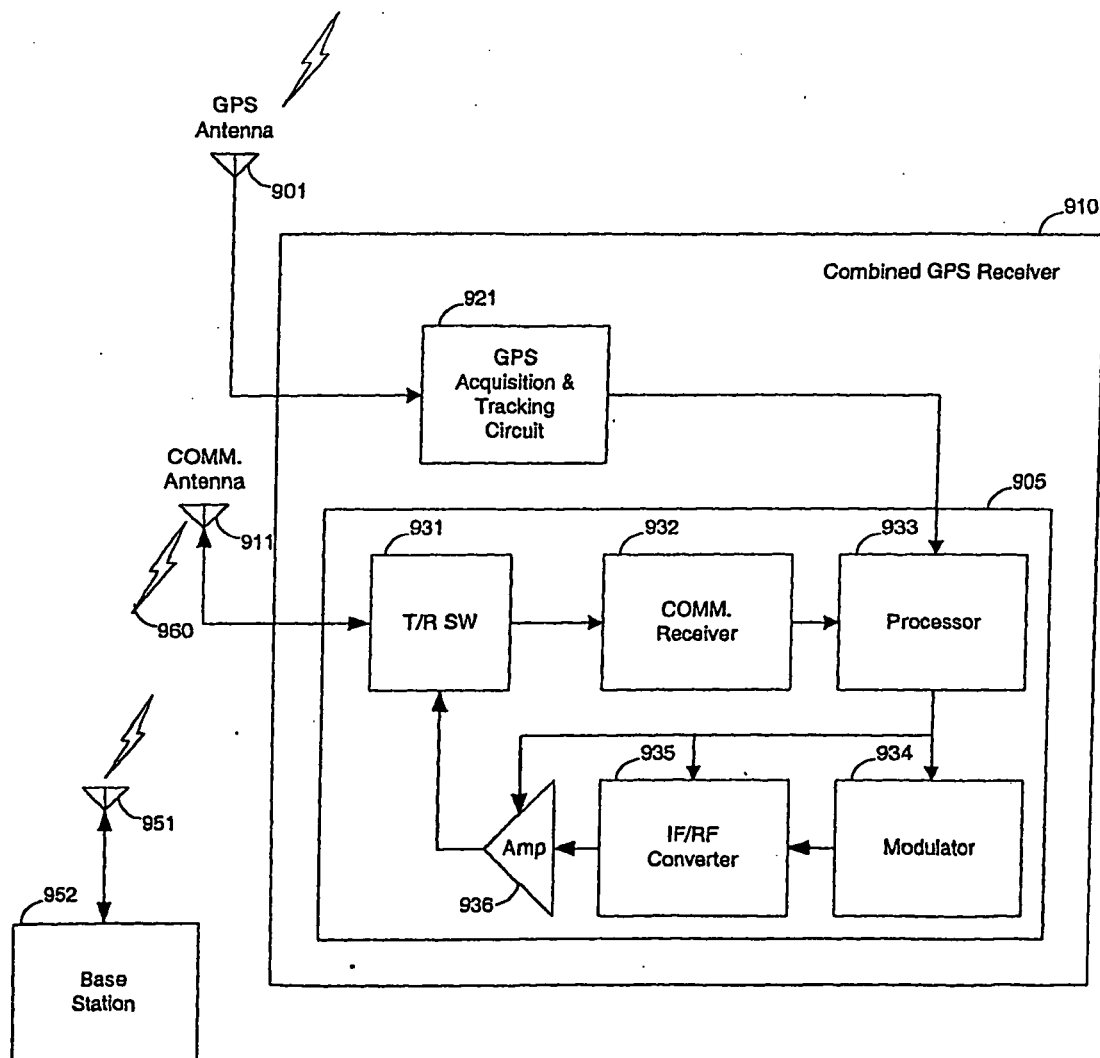 GPS
Antenna
901
910
Combined GPS Receiver
921
GPS
Acquisition &
Tracking
Circuit
COMM.
Antenna
911
960
905
931
T/R SW
932
COMM.
Receiver
933
Processor
951
935
IF/RF
Converter
934
Modulator
Amp
936
952
Base
Station